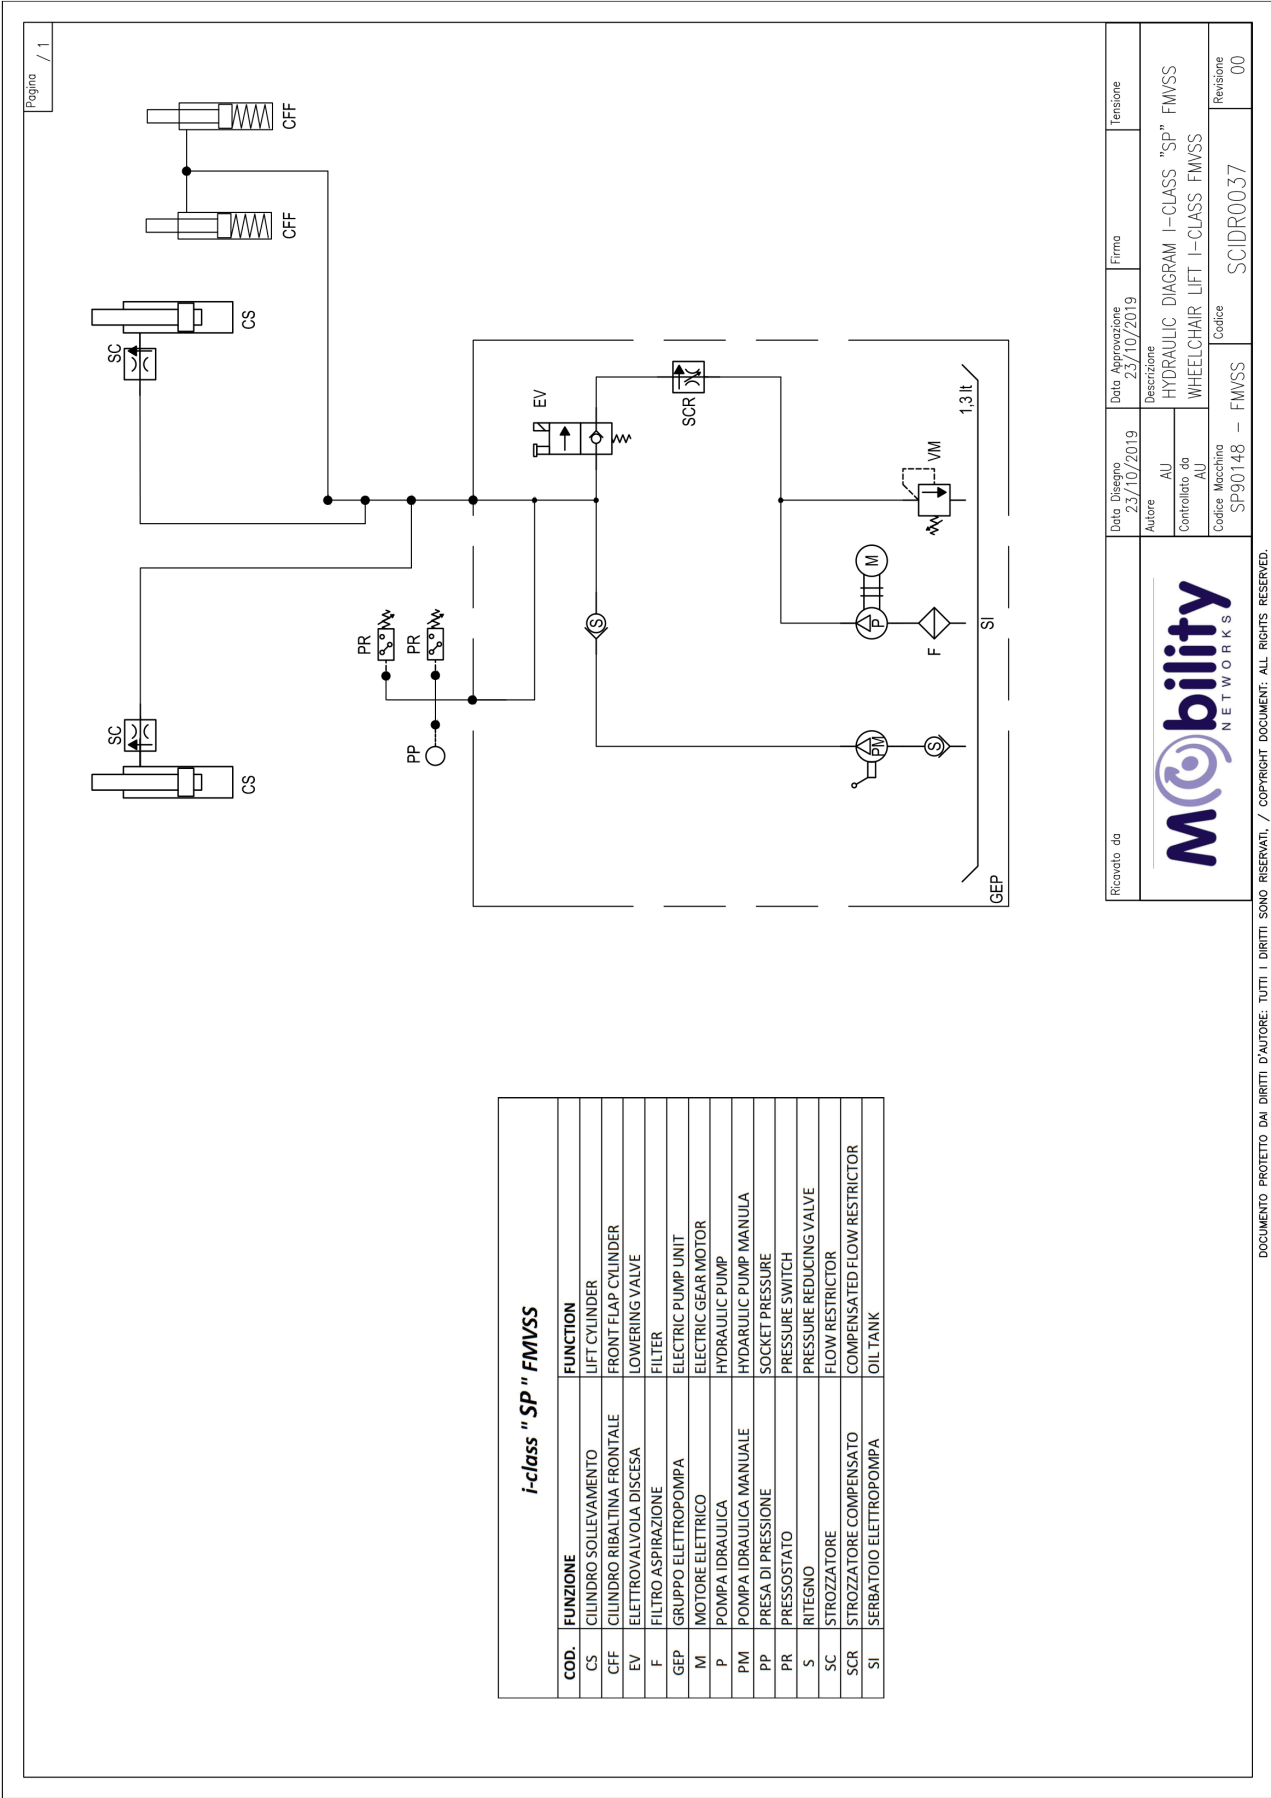 Pagina / 1
CFF
CFF
SC
CS
SC
CS
PR
PR
PP
EV
SCR
VM
M
P
F
S
PM
S
1,3 lt
SI
GEP
i-class " SP " FMVSS
COD. FUNZIONE FUNCTION
CS CILINDRO SOLLEVAMENTO LIFT CYLINDER
CFF CILINDRO RIBALTINA FRONTALE FRONT FLAP CYLINDER
EV ELETTROVALVOLA DISCESA LOWERING VALVE
F FILTRO ASPIRAZIONE FILTER
GEP GRUPPO ELETTROPOMPA ELECTRIC PUMP UNIT
M MOTORE ELETTRICO ELECTRIC GEAR MOTOR
P POMPA IDRAULICA HYDRAULIC PUMP
PM POMPA IDRAULICA MANUALE HYDARULIC PUMP MANULA
PP PRESA DI PRESSIONE SOCKET PRESSURE
PR PRESSOSTATO PRESSURE SWITCH
S RITEGNO PRESSURE REDUCING VALVE
SC STROZZATORE FLOW RESTRICTOR
SCR STROZZATORE COMPENSATO COMPENSATED FLOW RESTRICTOR
SI SERBATOIO ELETTROPOMPA OIL TANK
Ricavato da
Mobility
NETWORKS
Data Disegno 23/10/2019
Data Approvazione 23/10/2019
Firma
Tensione
Autore AU
Controllato da AU
Descrizione
HYDRAULIC DIAGRAM I-CLASS "SP" FMVSS
WHEELCHAIR LIFT I-CLASS FMVSS
Codice Macchina
SP90148 - FMVSS
Codice
SCIDR0037
Revisione
00
DOCUMENTO PROTETTO DAI DIRITTI D'AUTORE: TUTTI I DIRITTI SONO RISERVATI, / COPYRIGHT DOCUMENT: ALL RIGHTS RESERVED.